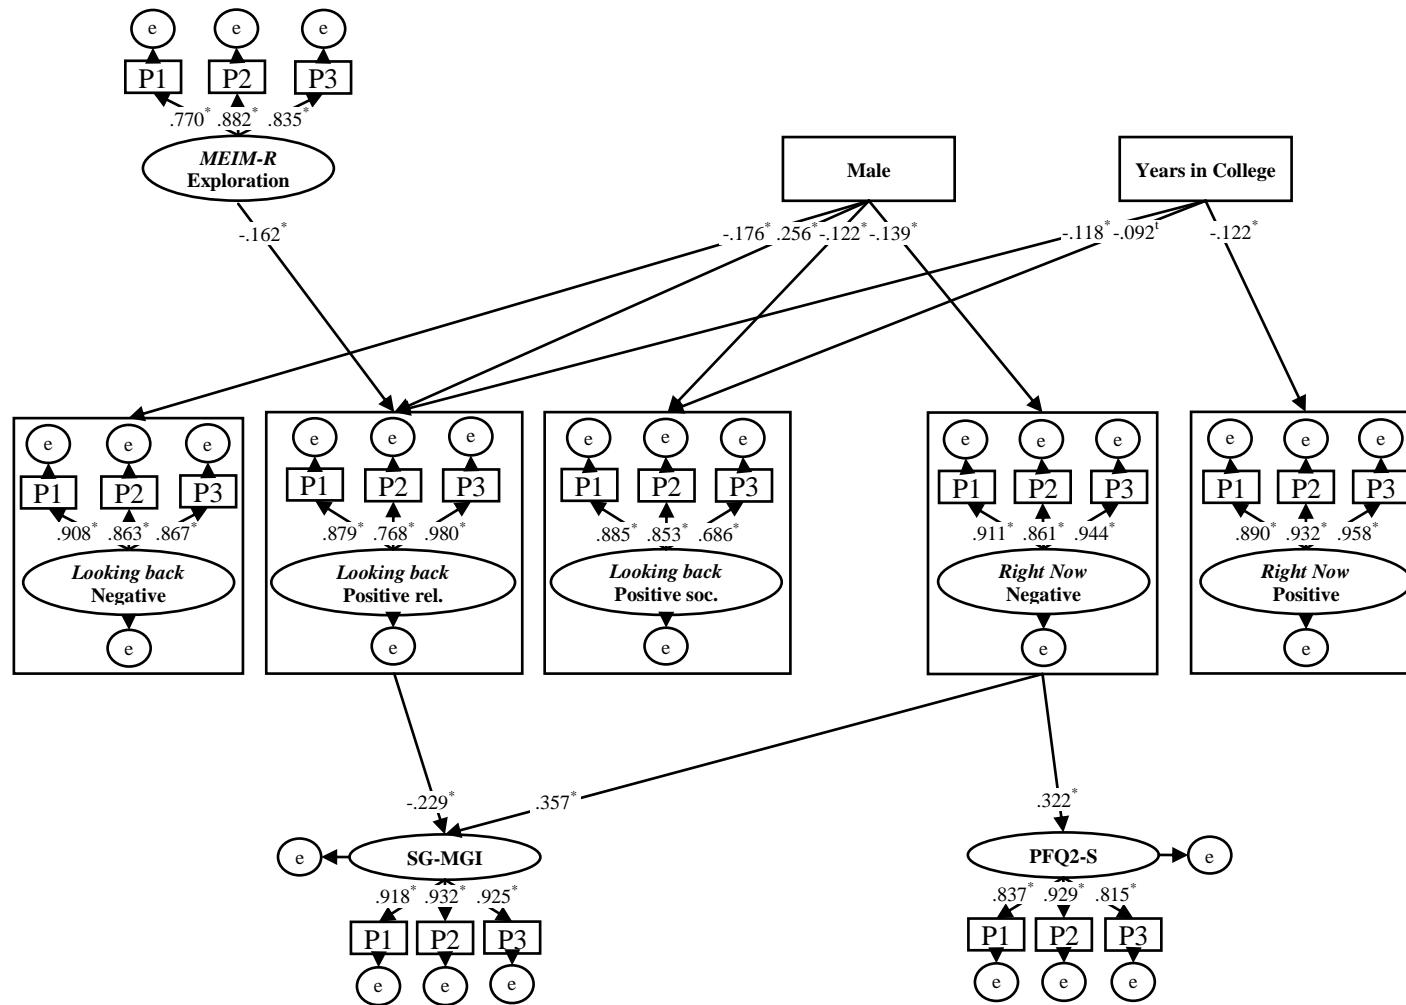 e e e
P1 P2 P3
.770* .882* .835*
MEIM-R
Exploration
Male
Years in College
-.162*
-.176* .256* -.122* -.139*
-.118* -.092t
-.122*
e e e
P1 P2 P3
.908* .863* .867*
Looking back
Negative
e
e e e
P1 P2 P3
.879* .768* .980*
Looking back
Positive rel.
e
e e e
P1 P2 P3
.885* .853* .686*
Looking back
Positive soc.
e
e e e
P1 P2 P3
.911* .861* .944*
Right Now
Negative
e
e e e
P1 P2 P3
.890* .932* .958*
Right Now
Positive
e
-.229*
.357*
.322*
e
SG-MGI
.918* .932* .925*
P1 P2 P3
e e e
PFQ2-S
e
.837* .929* .815*
P1 P2 P3
e e e